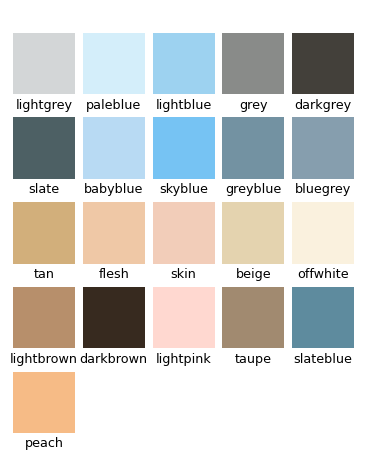 lightgrey paleblue lightblue grey darkgrey
slate babyblue skyblue greyblue bluegrey
tan flesh skin beige offwhite
lightbrown darkbrown lightpink taupe slateblue
peach